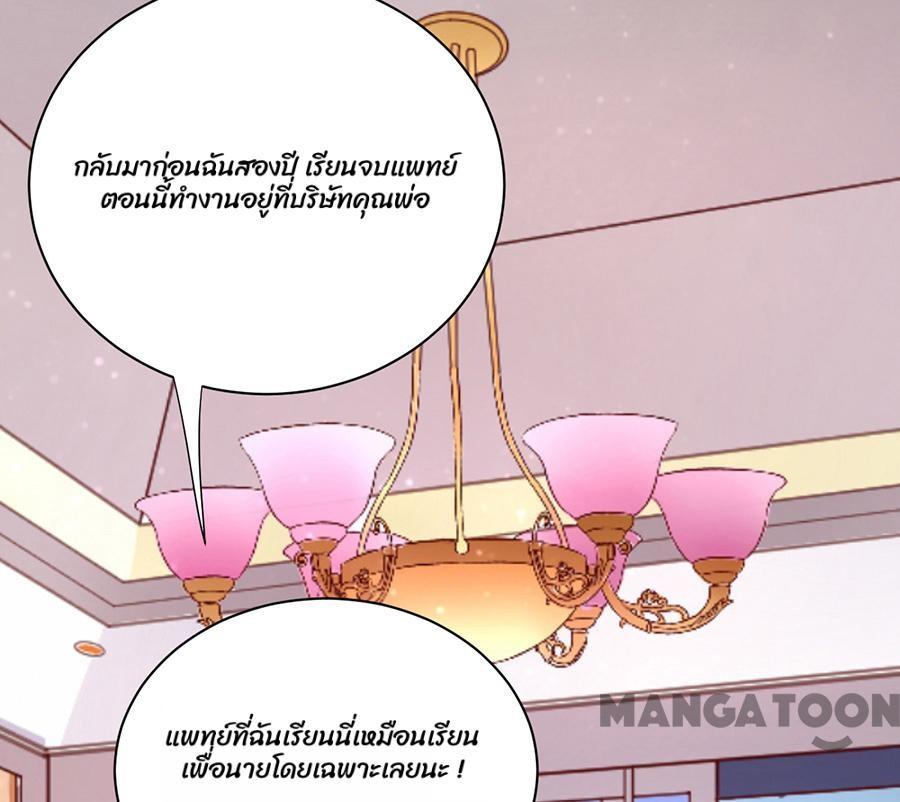 กลับมาก่อนฉันสองปี เรียนจบแพทย์
ตอนนี้ทำงานอยู่ที่บริษัทคุณพ่อ
MANGATOON
แพทย์ที่ฉันเรียนนี่เหมือนเรียน
เพื่อนายโดยเฉพาะเลยนะ !